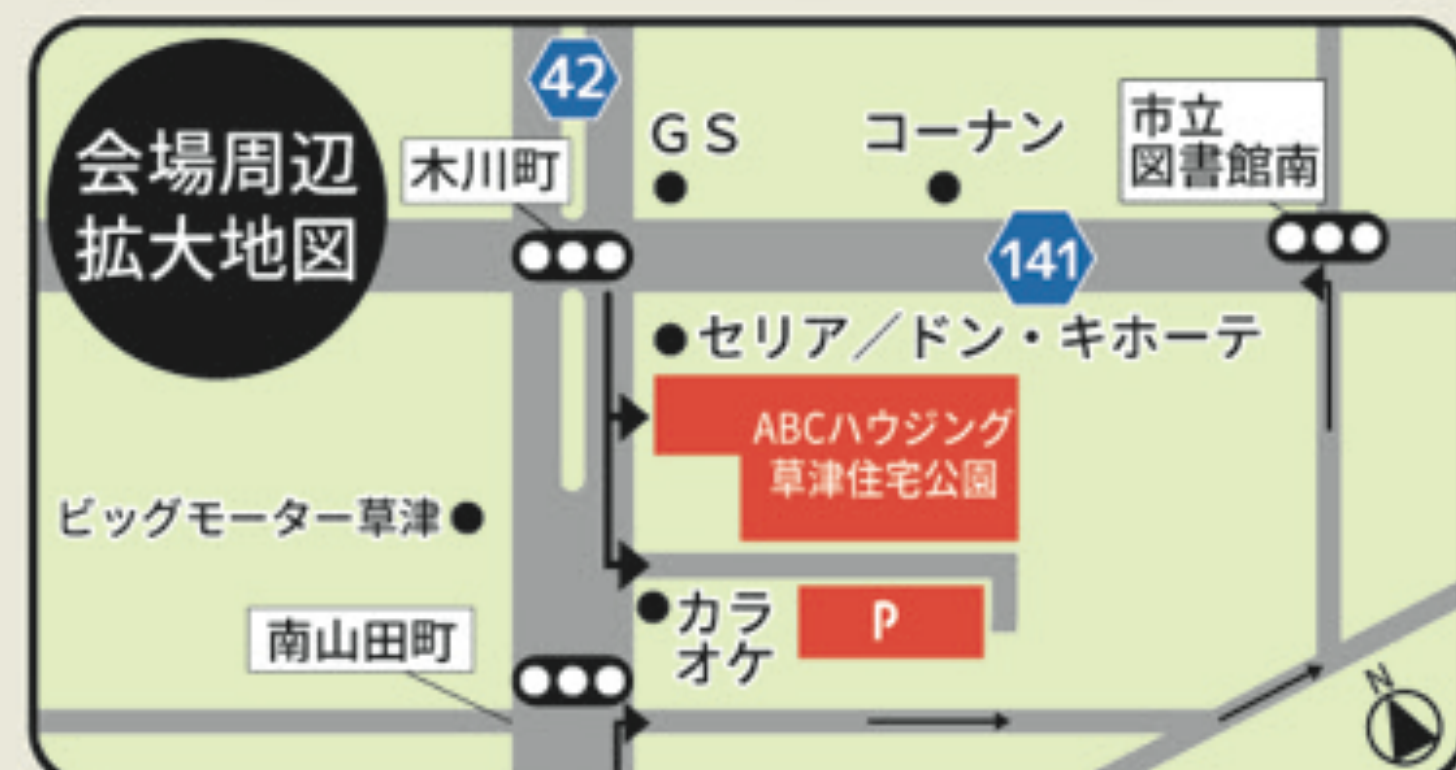 会場周辺
拡大地図
42
木川町
GS
コーナン
市立
図書館南
141
セリア／ドン・キホーテ
ABCハウジング
草津住宅公園
ビッグモーター草津
カラ
オケ
P
南山田町
N